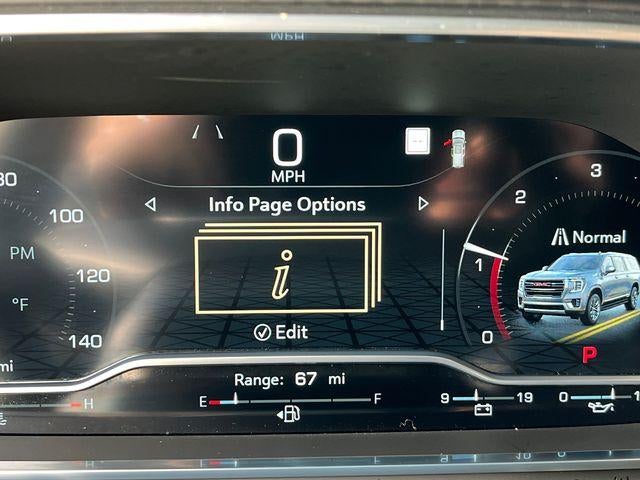 MPH
0
MPH
Info Page Options
i
Edit
80
100
120
140
PM
°F
mi
1
2
3
0
Normal
GMC
P
Range: 67 mi
H
E
F
9
19
0